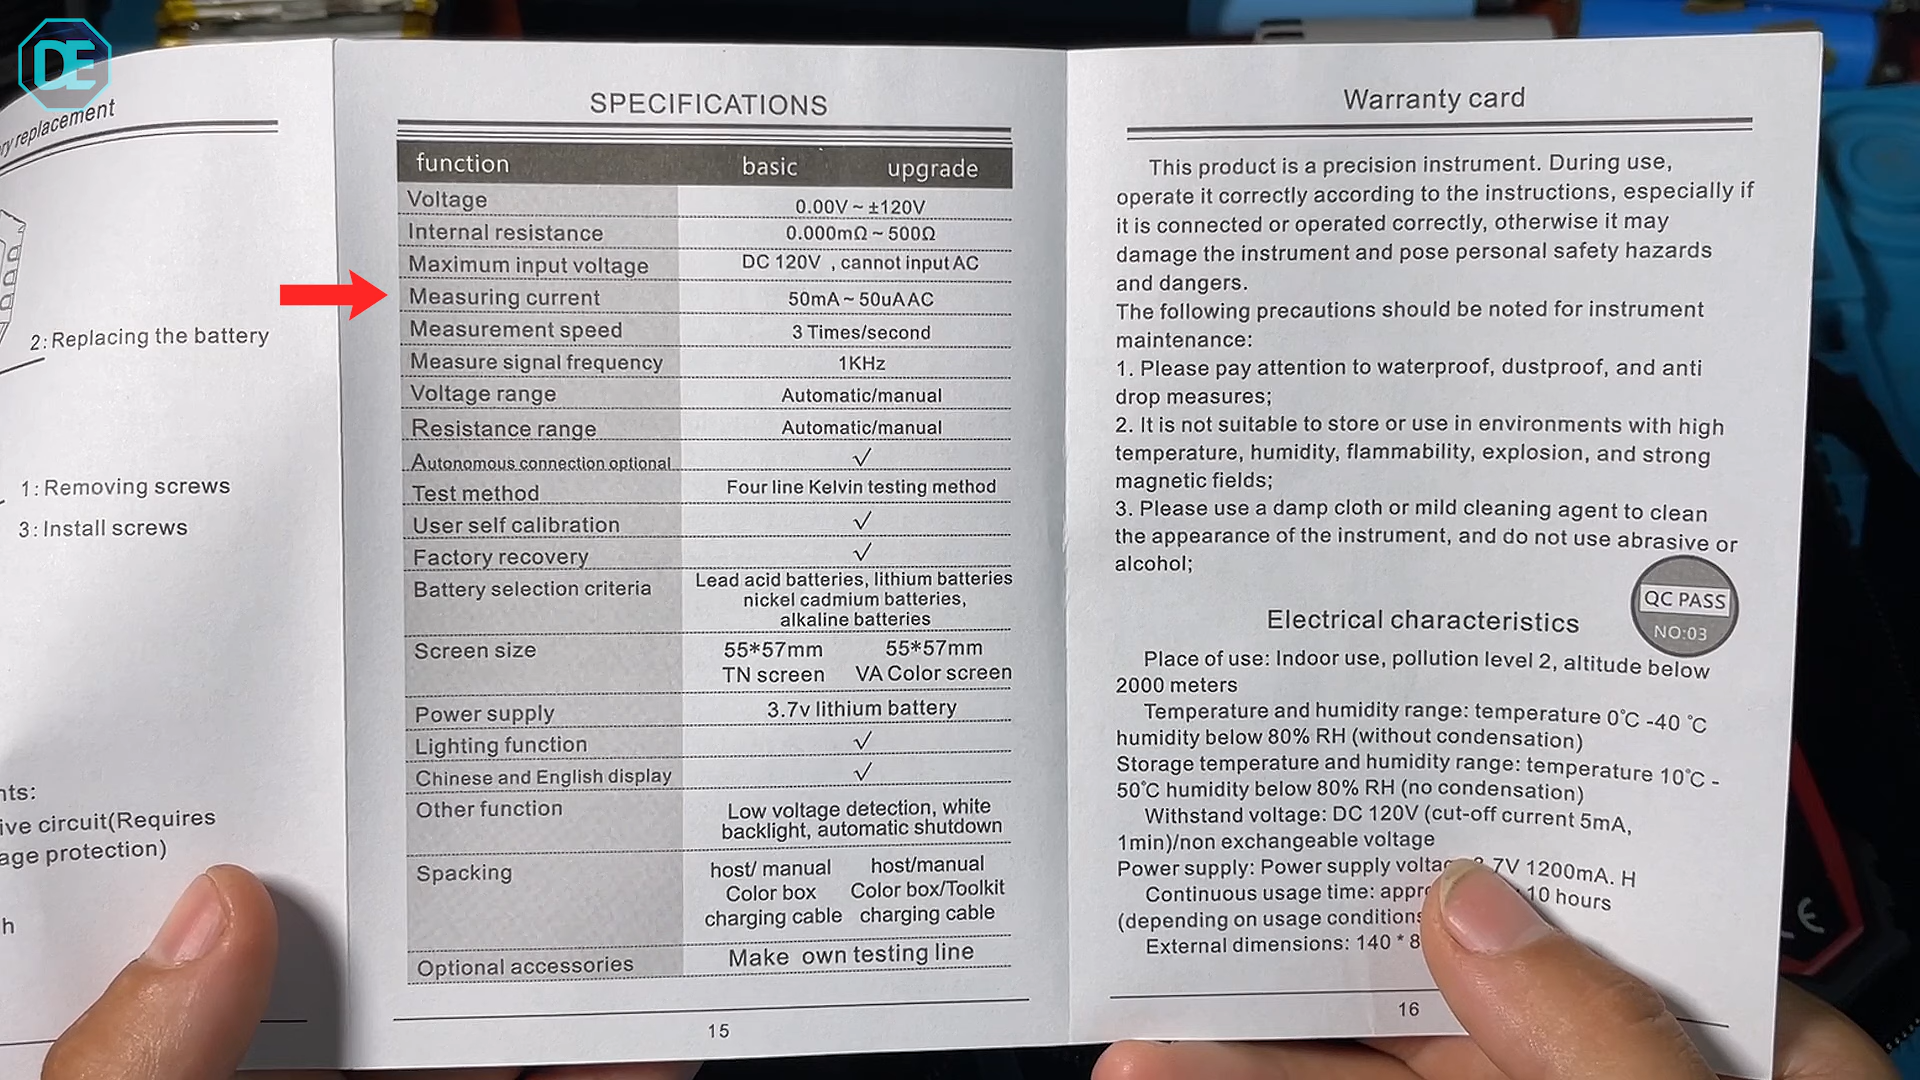 DE
replacement
2:Replacing the battery
1:Removing screws
3:Install screws
circuit(Requires
protection)
SPECIFICATIONS
function basic upgrade
Voltage 0.00V~±120V
Internal resistance 0.000mΩ~500Ω
Maximum input voltage DC 120V , cannot input AC
Measuring current 50mA~50uAAC
Measurement speed 3 Times/second
Measure signal frequency 1KHz
Voltage range Automatic/manual
Resistance range Automatic/manual
Autonomous connection optional √
Test method Four line Kelvin testing method
User self calibration √
Factory recovery √
Battery selection criteria Lead acid batteries, lithium batteries
nickel cadmium batteries,
alkaline batteries
Screen size 55*57mm 55*57mm
TN screen VA Color screen
Power supply 3.7v lithium battery
Lighting function √
Chinese and English display √
Other function Low voltage detection, white
backlight, automatic shutdown
Spacking host/ manual host/manual
Color box Color box/Toolkit
charging cable charging cable
Optional accessories Make own testing line
15
Warranty card
This product is a precision instrument. During use,
operate it correctly according to the instructions, especially if
it is connected or operated correctly, otherwise it may
damage the instrument and pose personal safety hazards
and dangers.
The following precautions should be noted for instrument
maintenance:
1. Please pay attention to waterproof, dustproof, and anti
drop measures;
2. It is not suitable to store or use in environments with high
temperature, humidity, flammability, explosion, and strong
magnetic fields;
3. Please use a damp cloth or mild cleaning agent to clean
the appearance of the instrument, and do not use abrasive or
alcohol;
QC PASS
NO:03
Electrical characteristics
Place of use: Indoor use, pollution level 2, altitude below
2000 meters
Temperature and humidity range: temperature 0℃ -40 ℃
humidity below 80% RH (without condensation)
Storage temperature and humidity range: temperature 10℃ -
50℃ humidity below 80% RH (no condensation)
Withstand voltage: DC 120V (cut-off current 5mA,
1min)/non exchangeable voltage
Power supply: Power supply 7V 1200mA. H
Continuous usage time: 10 hours
(depending on usage conditions
External dimensions: 140 * 8
16